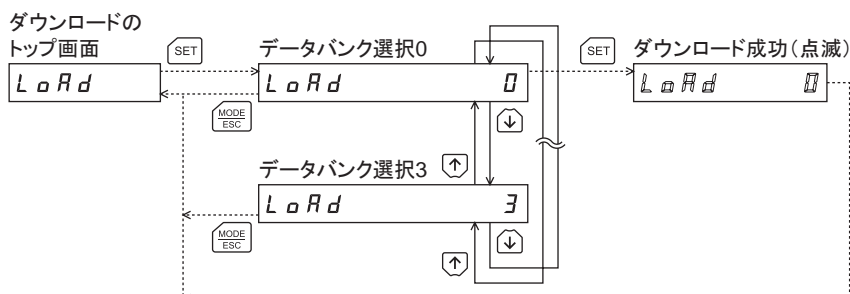 ダウンロードの
トップ画面
SET
データバンク選択0
SET
ダウンロード成功(点滅)
LoAd
LoAd 0
LoAd 0
MODE
ESC
データバンク選択3
LoAd 3
MODE
ESC